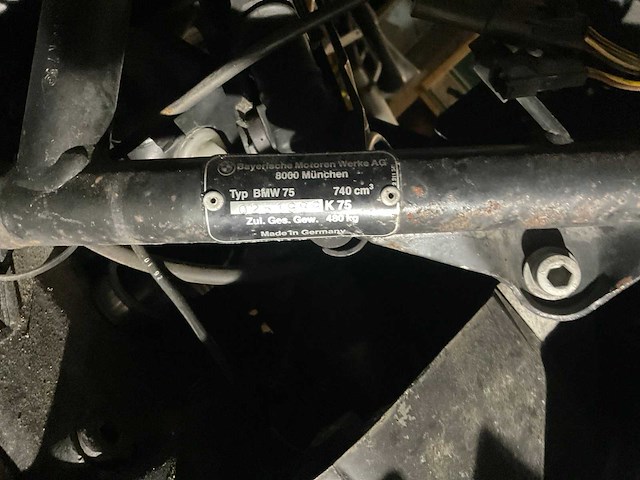 Bayerische Motoren Werke AG
8000 München
Typ BMW 75 740 cm³
K 75
Zul. Ges. Gew. 480 kg
Made in Germany